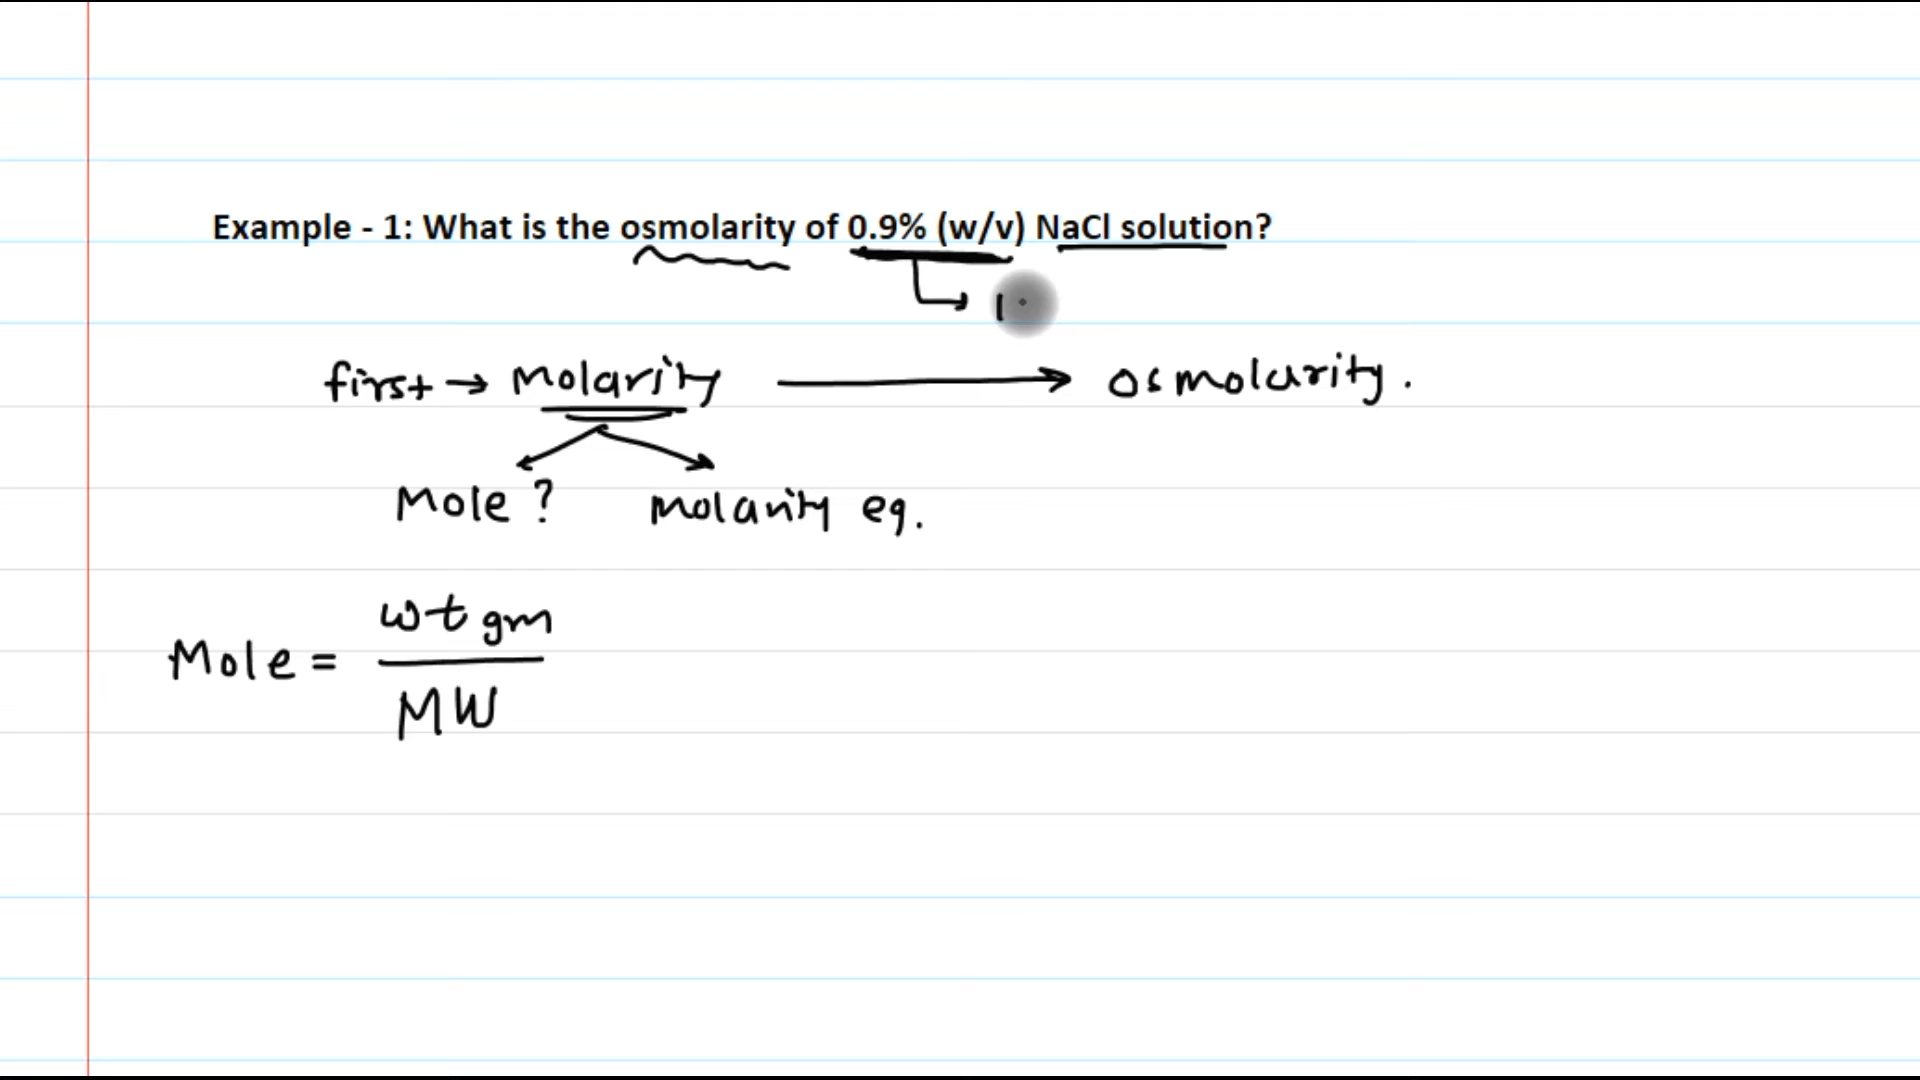 Example - 1: What is the osmolarity of 0.9% (w/v) NaCl solution?
first → Molarity → Osmolarity.
Mole ? Molarity eq.
Mole = wt gm
MW